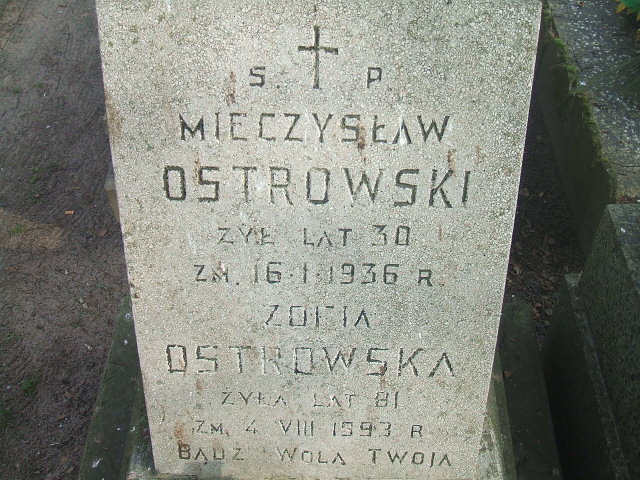 Ś. P.
MIECZYSŁAW
OSTROWSKI
ŻYŁ LAT 30
ZM. 16·I·1936 R.
ZOFIA
OSTROWSKA
ŻYŁA LAT 81
ZM. 4 VIII 1993 R
BĄDŹ WOLA TWOJA